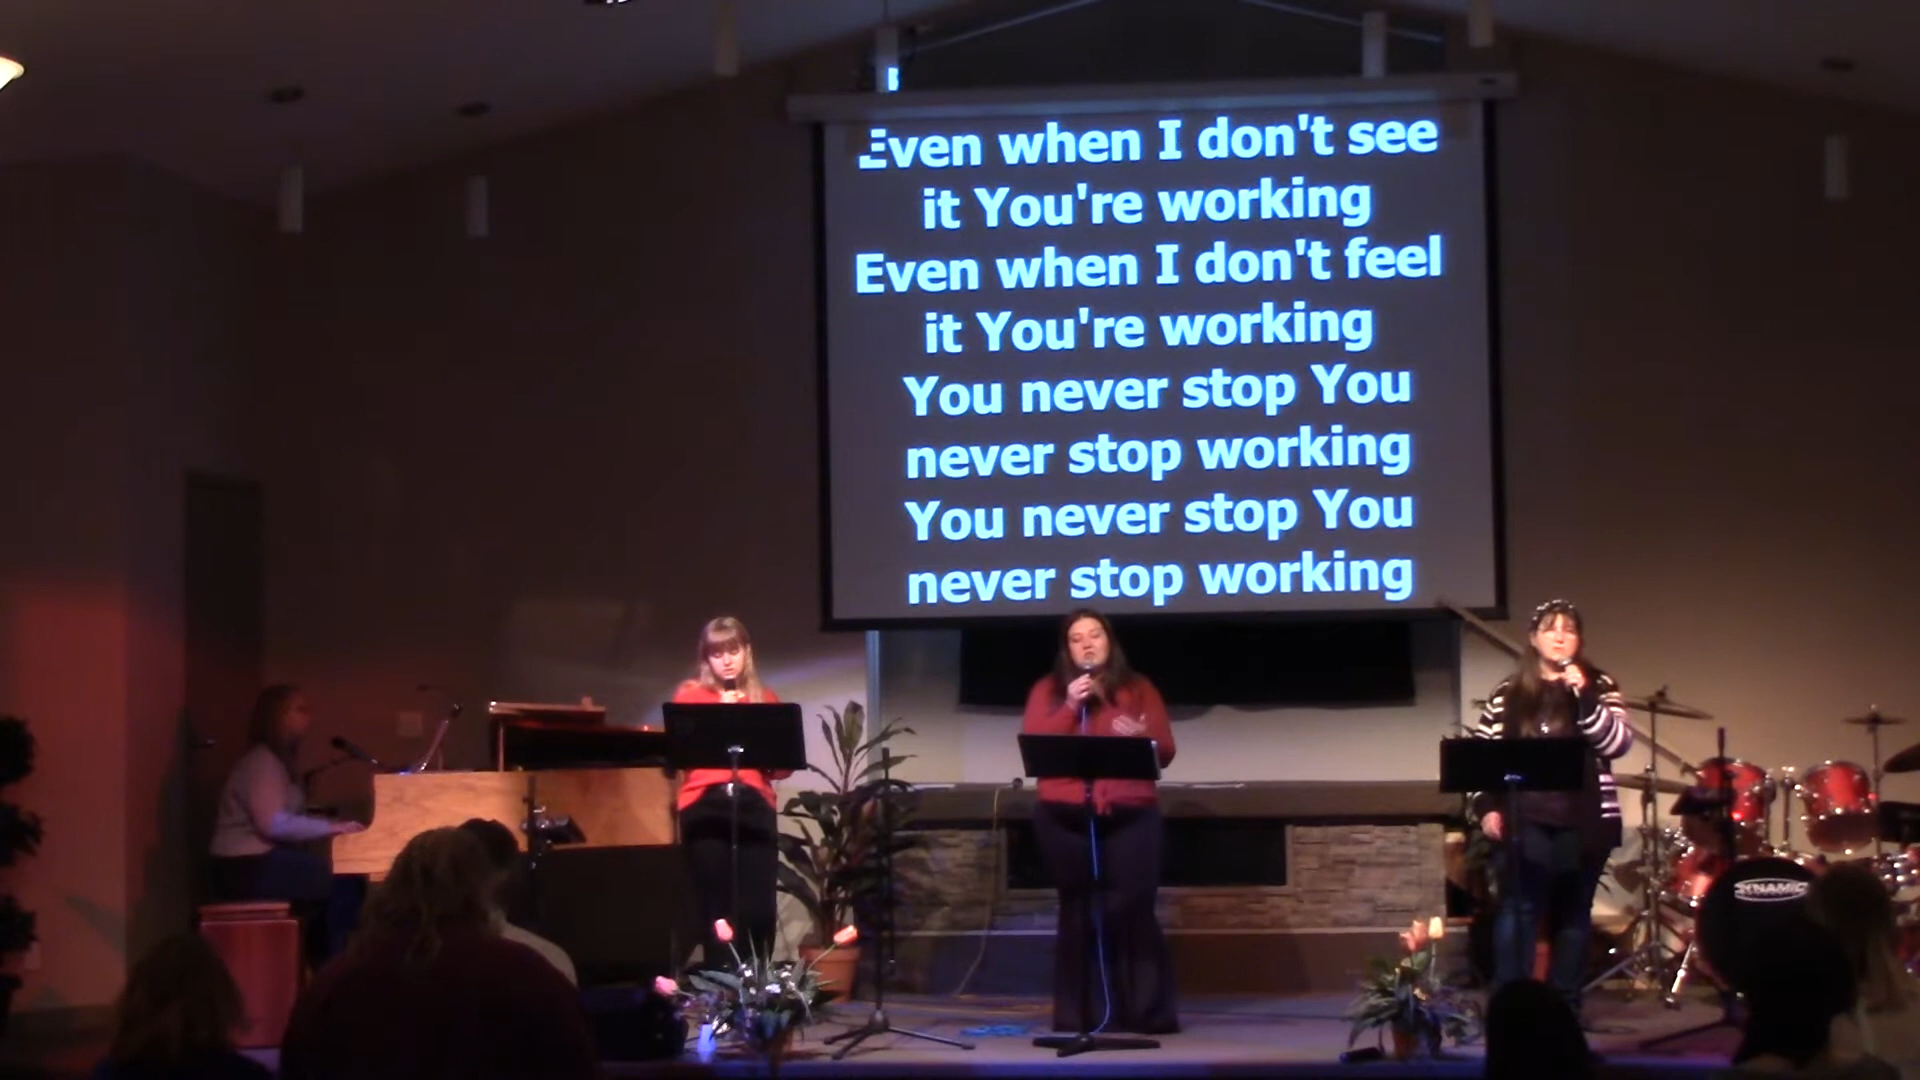 Even when I don't see
it You're working
Even when I don't feel
it You're working
You never stop You
never stop working
You never stop You
never stop working
DYNAMIC